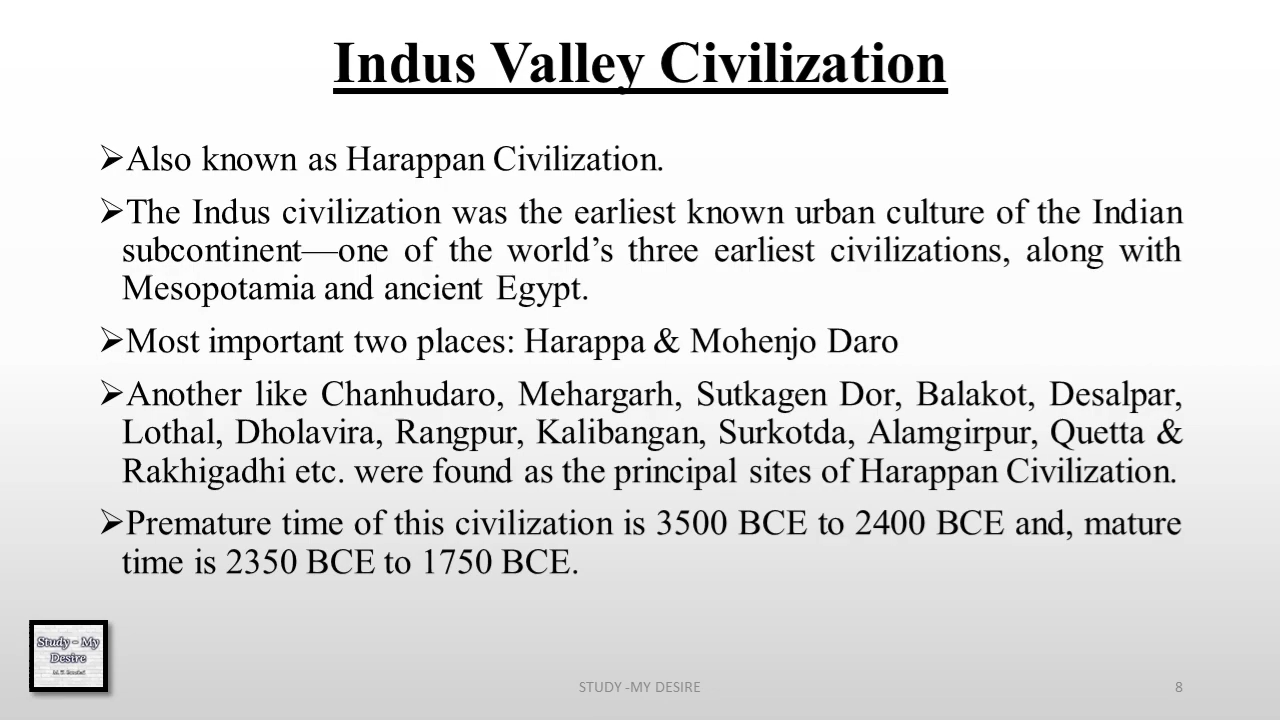 Indus Valley Civilization
➢Also known as Harappan Civilization.
➢The Indus civilization was the earliest known urban culture of the Indian
subcontinent—one of the world’s three earliest civilizations, along with
Mesopotamia and ancient Egypt.
➢Most important two places: Harappa & Mohenjo Daro
➢Another like Chanhudaro, Mehargarh, Sutkagen Dor, Balakot, Desalpar,
Lothal, Dholavira, Rangpur, Kalibangan, Surkotda, Alamgirpur, Quetta &
Rakhigadhi etc. were found as the principal sites of Harappan Civilization.
➢Premature time of this civilization is 3500 BCE to 2400 BCE and, mature
time is 2350 BCE to 1750 BCE.
Study - My
Desire
STUDY -MY DESIRE
8